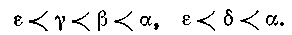 ε ≺ γ ≺ β ≺ α, ε ≺ δ ≺ α.